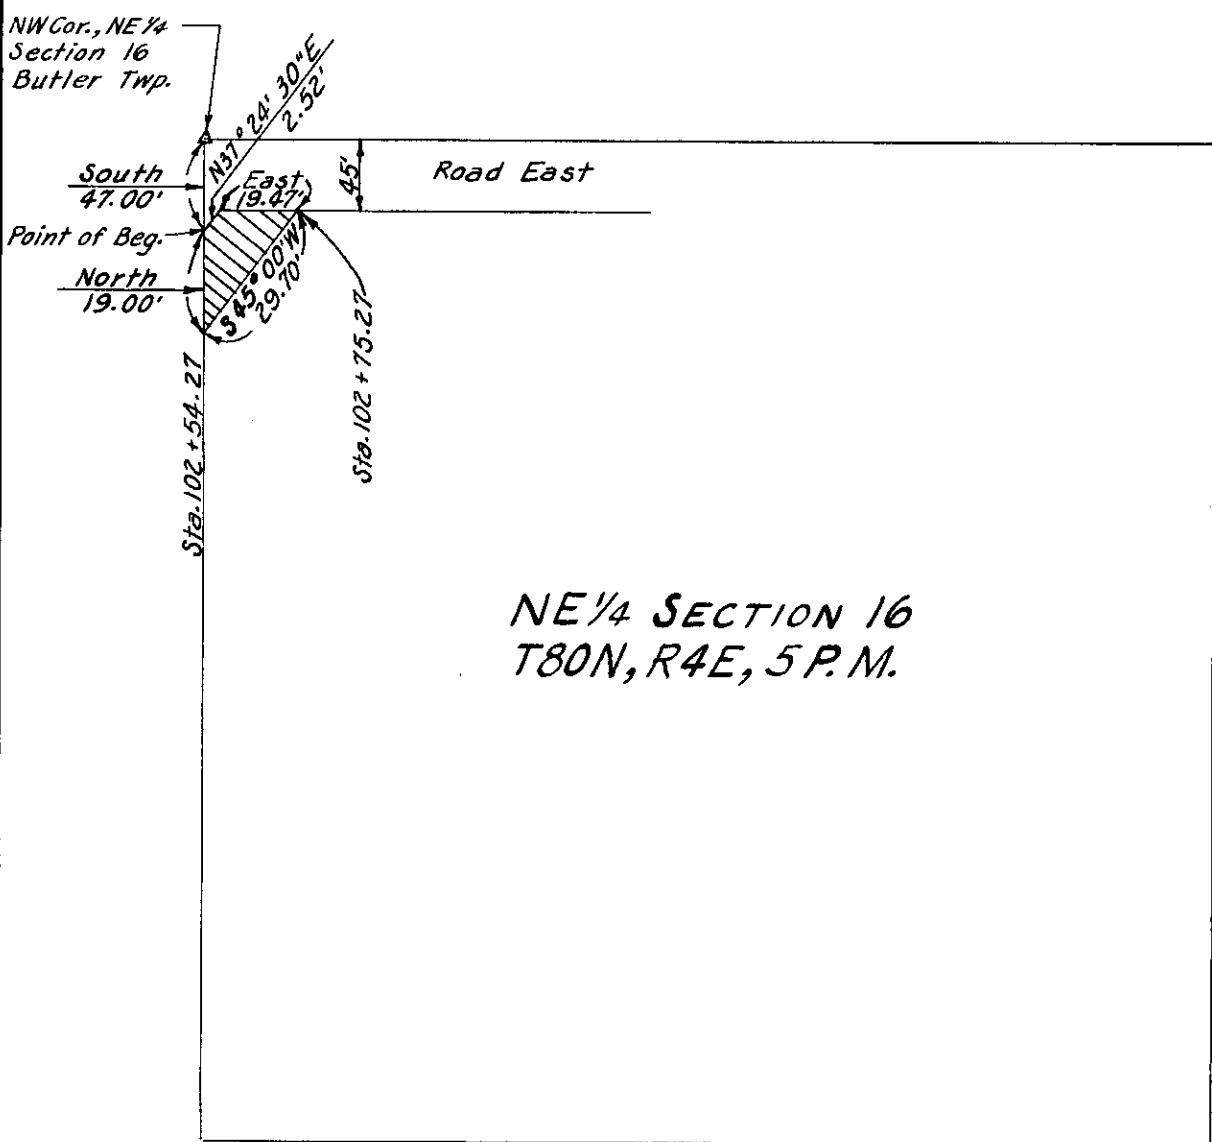 NW Cor., NE 1/4
Section 16
Butler Twp.
N37° 24' 30"E
2.52'
South
47.00'
East
19.47'
45'
Road East
Point of Beg.
North
19.00'
S45° 00' W
29.70'
Sta. 102 + 54.27
Sta. 102 + 75.27
NE 1/4 SECTION 16
T80N, R4E, 5 P.M.